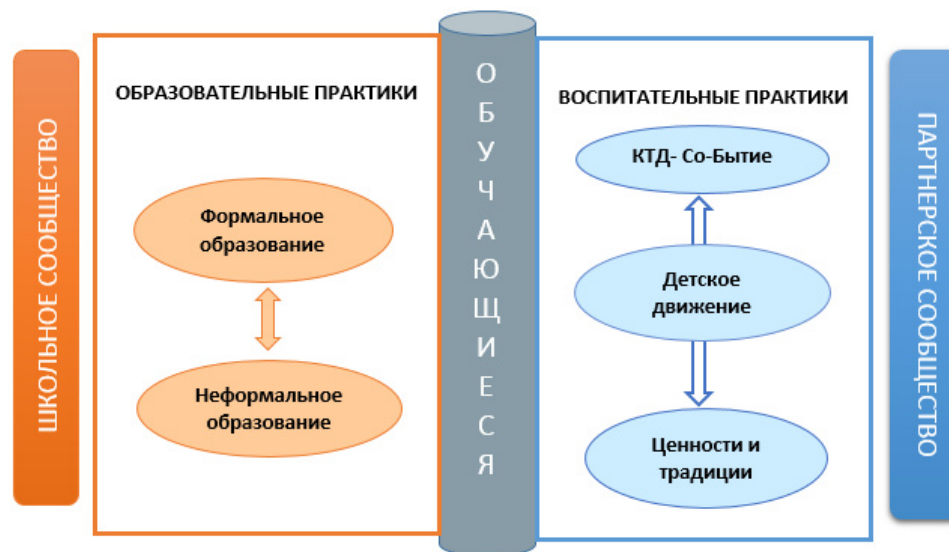 ШКОЛЬНОЕ СООБЩЕСТВО
ОБРАЗОВАТЕЛЬНЫЕ ПРАКТИКИ
Формальное
образование
Неформальное
образование
ОБУЧАЮЩИЕСЯ
ВОСПИТАТЕЛЬНЫЕ ПРАКТИКИ
КТД- Со-Бытие
Детское
движение
Ценности и
традиции
ПАРТНЕРСКОЕ СООБЩЕСТВО